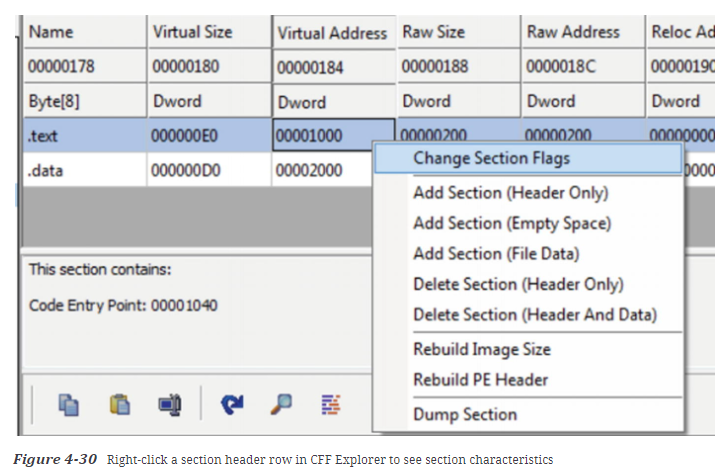 Name Virtual Size Virtual Address Raw Size Raw Address Reloc Ad
00000178 00000180 00000184 00000188 0000018C 00000190
Byte[8] Dword Dword Dword Dword Dword
.text 000000E0 00001000 00000200 00000200 00000000
.data 000000D0 00002000 0000
Change Section Flags
Add Section (Header Only)
Add Section (Empty Space)
Add Section (File Data)
Delete Section (Header Only)
Delete Section (Header And Data)
Rebuild Image Size
Rebuild PE Header
Dump Section
This section contains:
Code Entry Point: 00001040
Figure 4-30 Right-click a section header row in CFF Explorer to see section characteristics